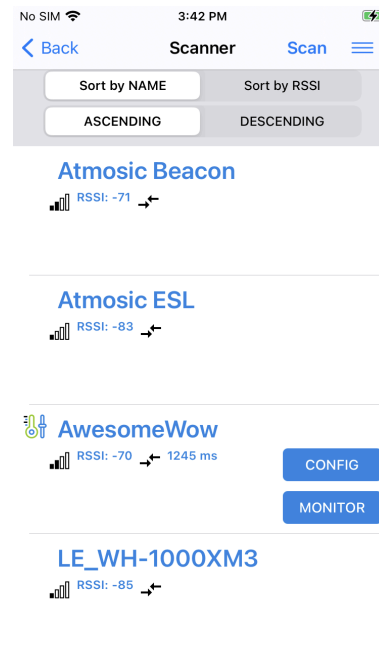 No SIM 3:42 PM
Back Scanner Scan
Sort by NAME Sort by RSSI
ASCENDING DESCENDING
Atmosic Beacon
RSSI: -71
Atmosic ESL
RSSI: -83
AwesomeWow
RSSI: -70 1245 ms
CONFIG
MONITOR
LE_WH-1000XM3
RSSI: -85